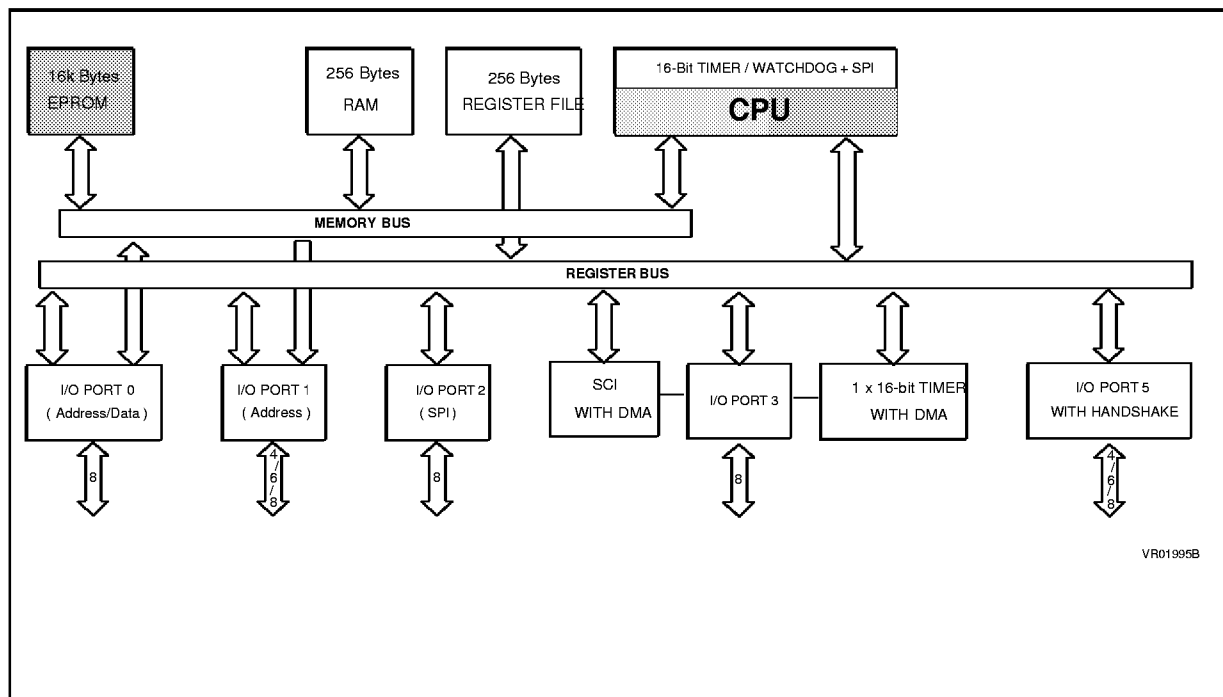 16k Bytes
EPROM
256 Bytes
RAM
256 Bytes
REGISTER FILE
16-Bit TIMER / WATCHDOG + SPI
CPU
MEMORY BUS
REGISTER BUS
I/O PORT 0
( Address/Data )
I/O PORT 1
( Address )
I/O PORT 2
(SPI)
SCI
WITH DMA
I/O PORT 3
1 x 16-bit TIMER
WITH DMA
I/O PORT 5
WITH HANDSHAKE
8
4/6/8
8
8
4/6/8
VR01995B